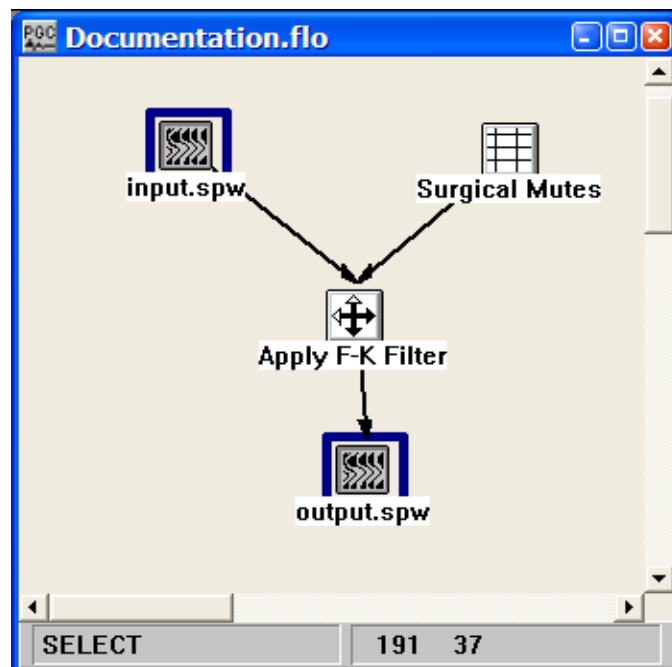 Documentation.flo
input.spw
Surgical Mutes
Apply F-K Filter
output.spw
SELECT
191 37